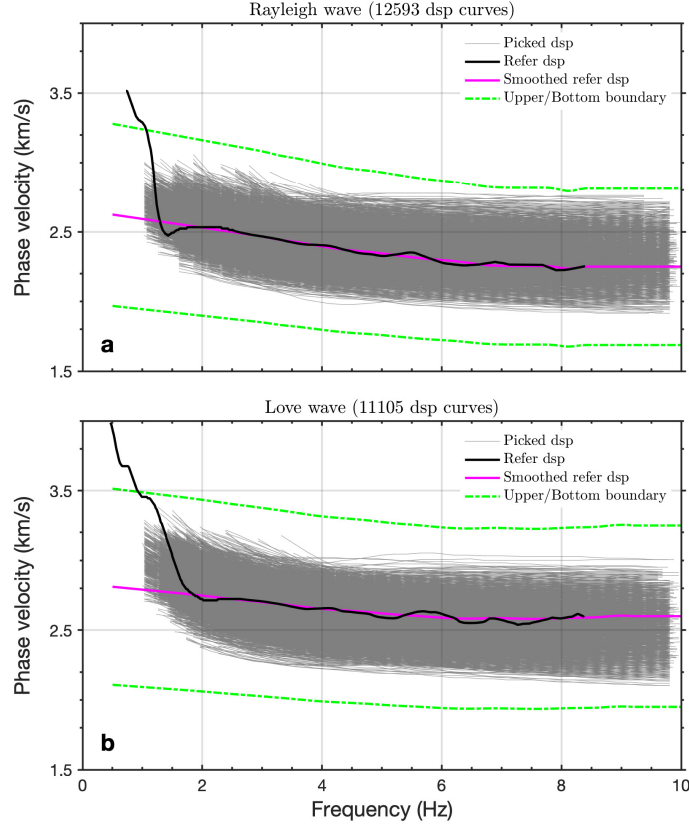 Rayleigh wave (12593 dsp curves)
Picked dsp
Refer dsp
Smoothed refer dsp
Upper/Bottom boundary
3.5
2.5
1.5
Phase velocity (km/s)
a
Love wave (11105 dsp curves)
Picked dsp
Refer dsp
Smoothed refer dsp
Upper/Bottom boundary
3.5
2.5
1.5
Phase velocity (km/s)
b
0 2 4 6 8 10
Frequency (Hz)